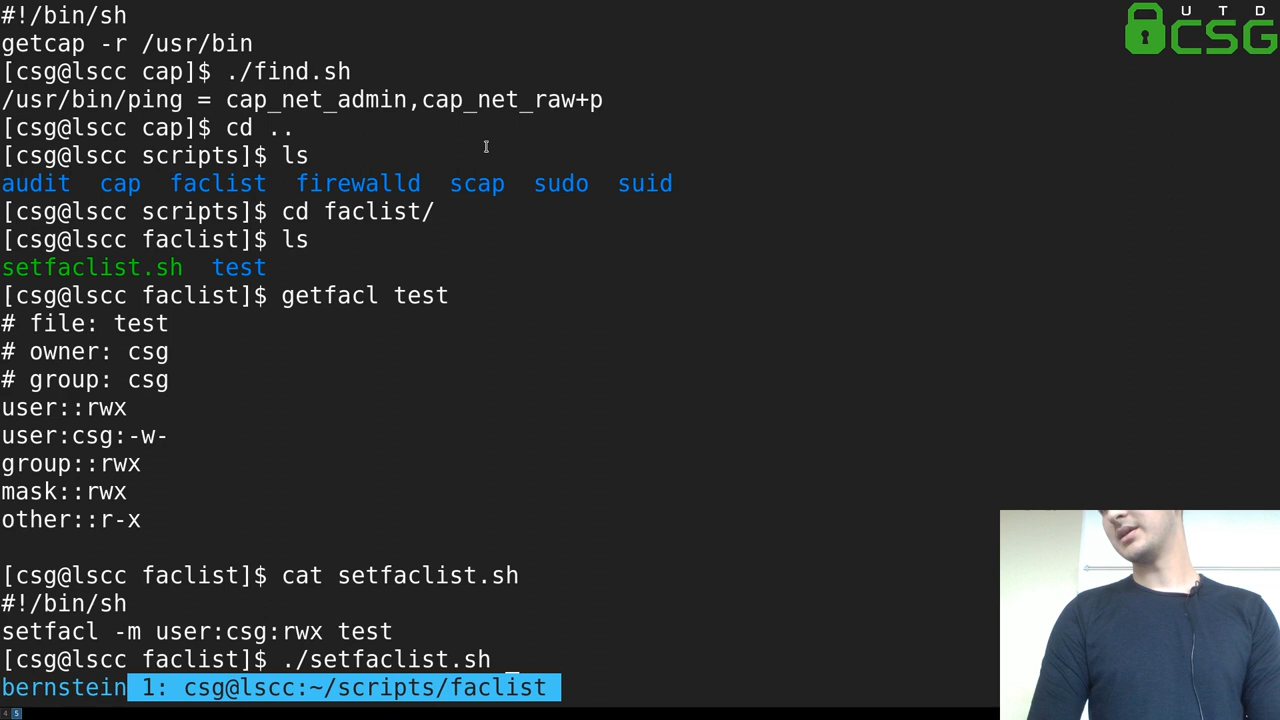 #!/bin/sh
getcap -r /usr/bin
[csg@lscc cap]$ ./find.sh
/usr/bin/ping = cap_net_admin,cap_net_raw+p
[csg@lscc cap]$ cd ..
[csg@lscc scripts]$ ls
audit cap faclist firewalld scap sudo suid
[csg@lscc scripts]$ cd faclist/
[csg@lscc faclist]$ ls
setfaclist.sh test
[csg@lscc faclist]$ getfacl test
# file: test
# owner: csg
# group: csg
user::rwx
user:csg:-w-
group::rwx
mask::rwx
other::r-x
[csg@lscc faclist]$ cat setfaclist.sh
#!/bin/sh
setfacl -m user:csg:rwx test
[csg@lscc faclist]$ ./setfaclist.sh _
bernstein 1: csg@lscc:~/scripts/faclist
4 5
UTD
CSG